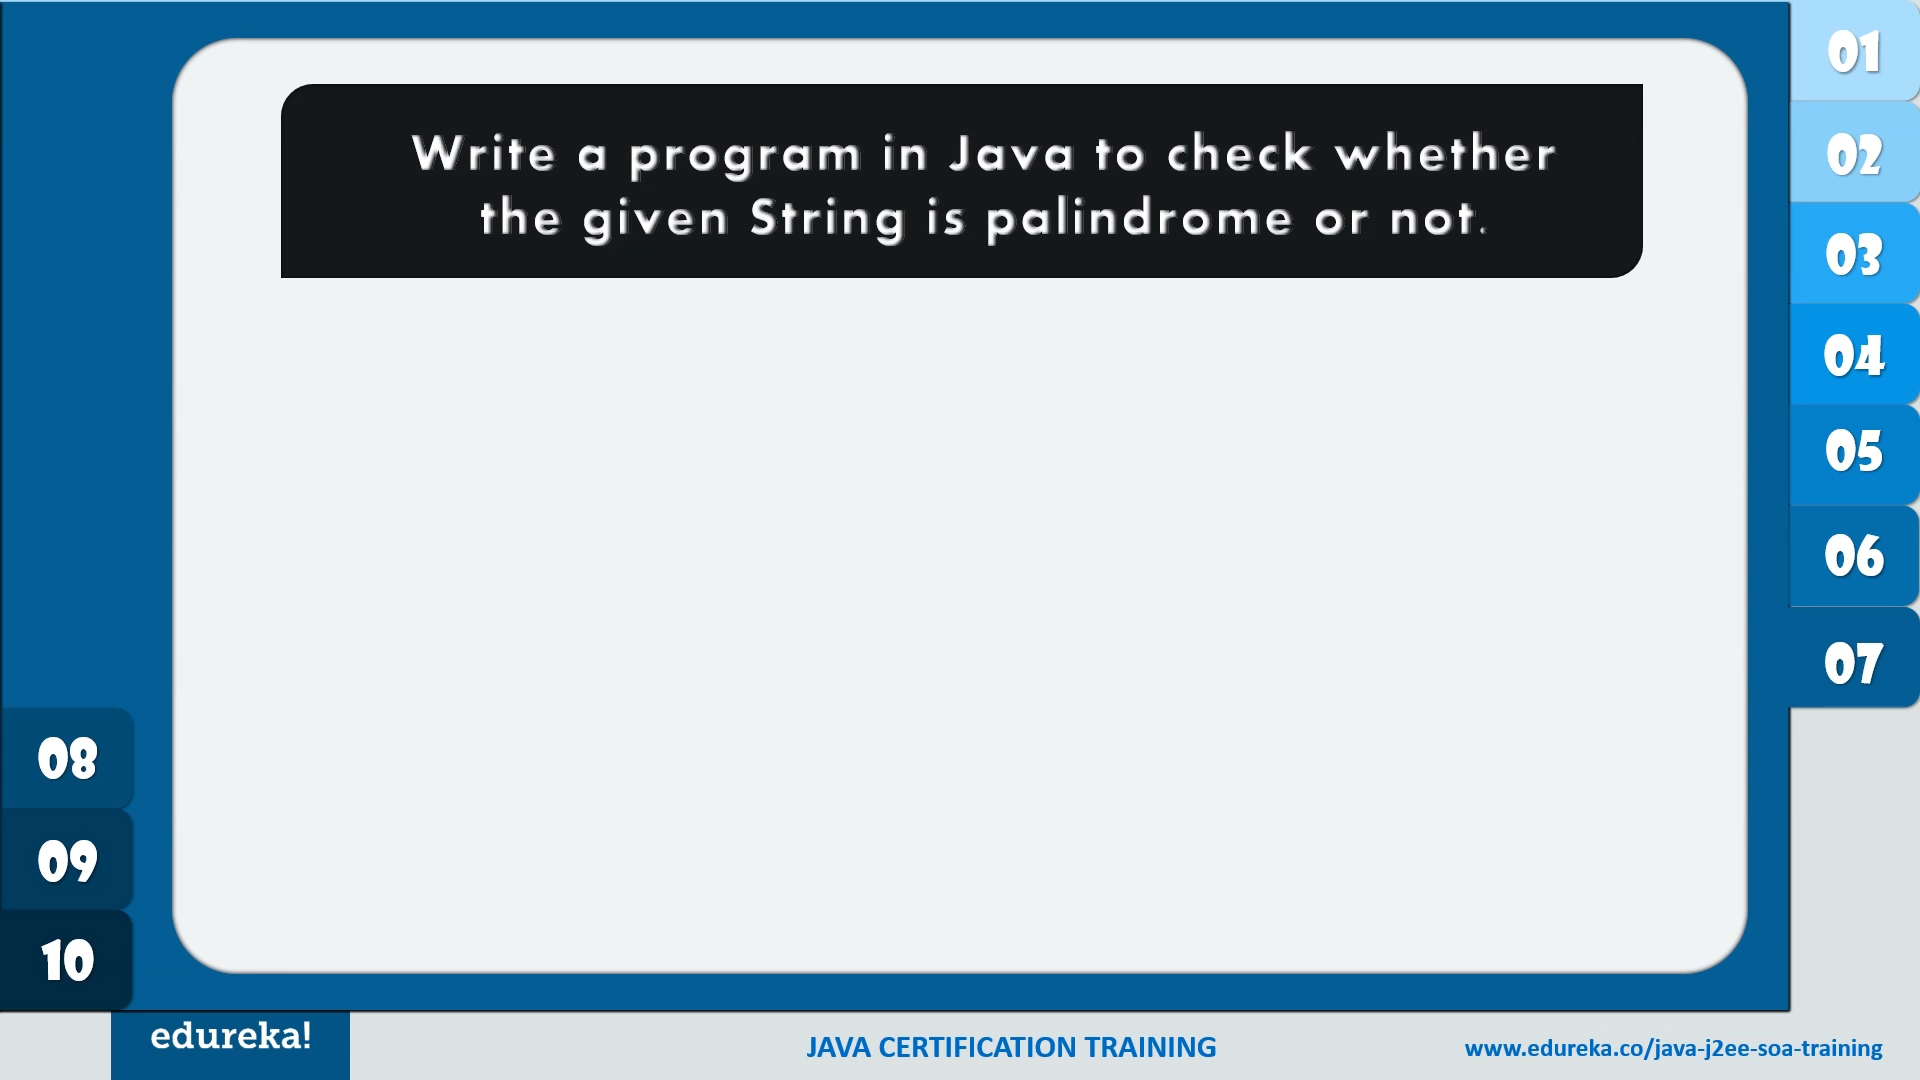 Write a program in Java to check whether
the given String is palindrome or not.
01
02
03
04
05
06
07
08
09
10
edureka!
JAVA CERTIFICATION TRAINING
www.edureka.co/java-j2ee-soa-training